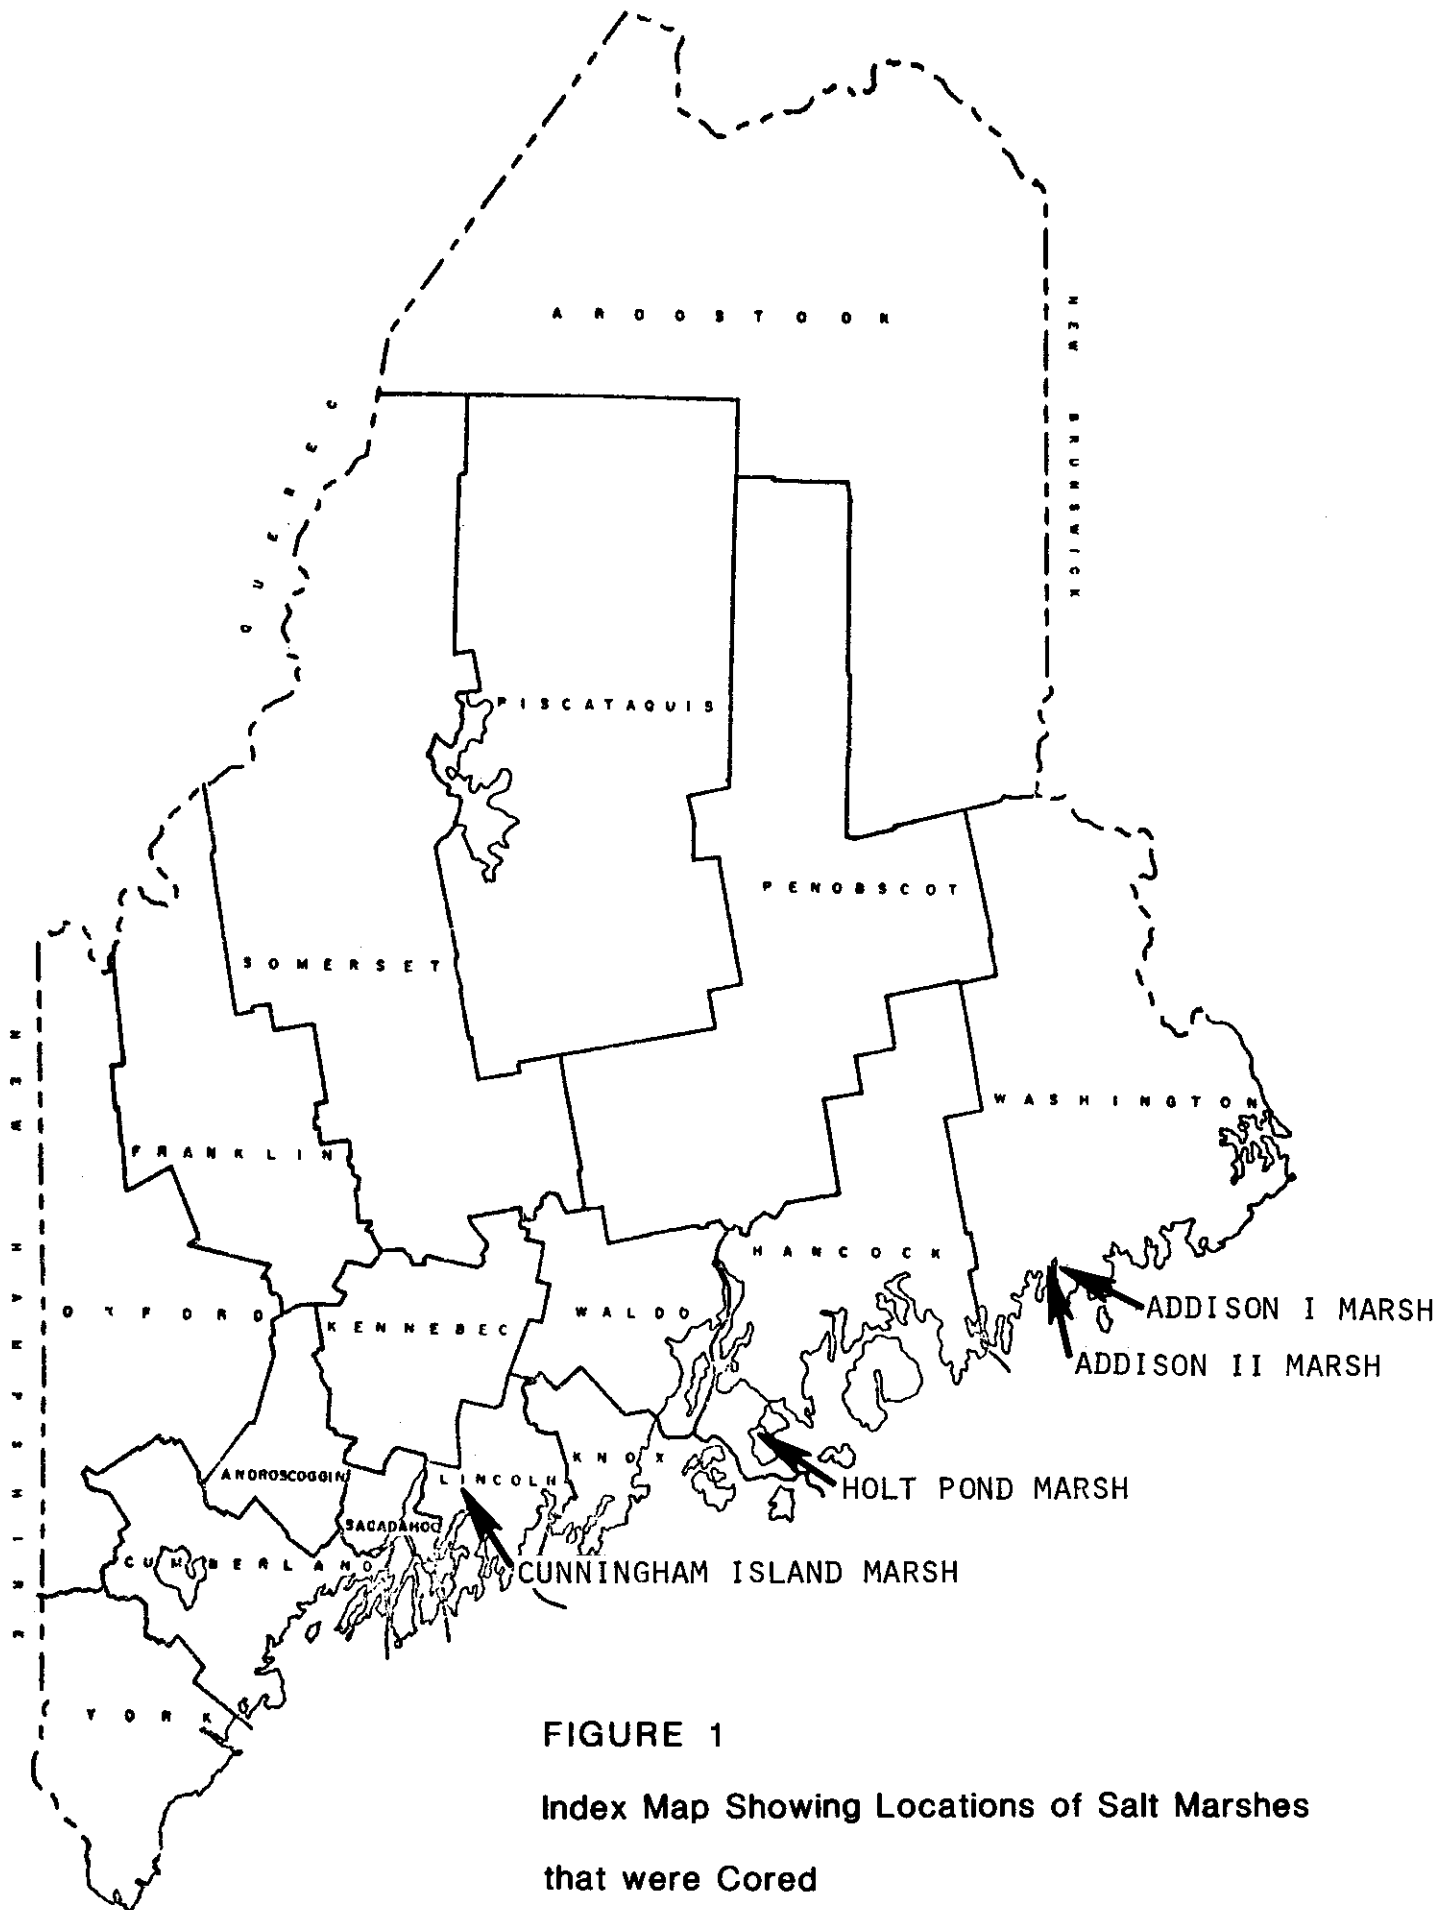 AROOSTOOK
NEW BRUNSWICK
QUEBEC
PISCATAQUIS
PENOBSCOT
SOMERSET
NEW HAMPSHIRE
WASHINGTON
FRANKLIN
HANCOCK
OXFORD
KENNEBEC
WALDO
ADDISON I MARSH
ADDISON II MARSH
KNOX
ANDROSCOGGIN
LINCOLN
HOLT POND MARSH
SAGADAHOC
CUMBERLAND
CUNNINGHAM ISLAND MARSH
YORK
FIGURE 1
Index Map Showing Locations of Salt Marshes
that were Cored